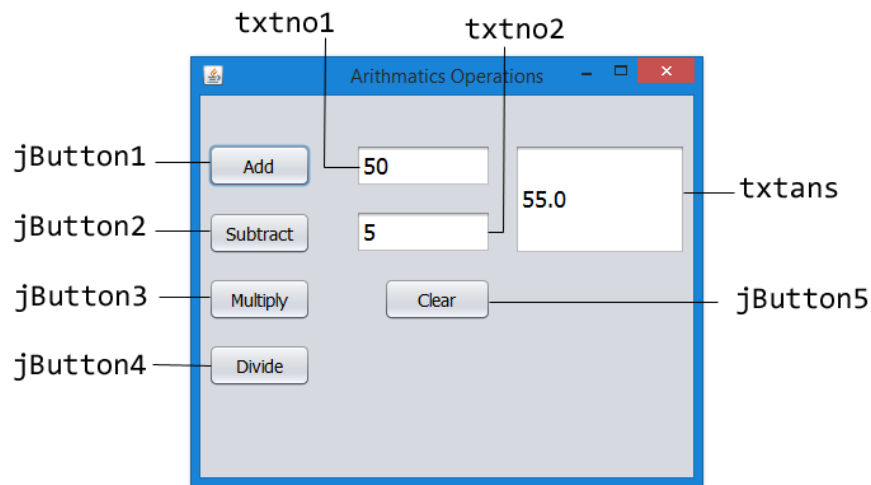 txtno1
txtno2
Arithmatics Operations
jButton1
Add
50
55.0
txtans
jButton2
Subtract
5
jButton3
Multiply
Clear
jButton5
jButton4
Divide